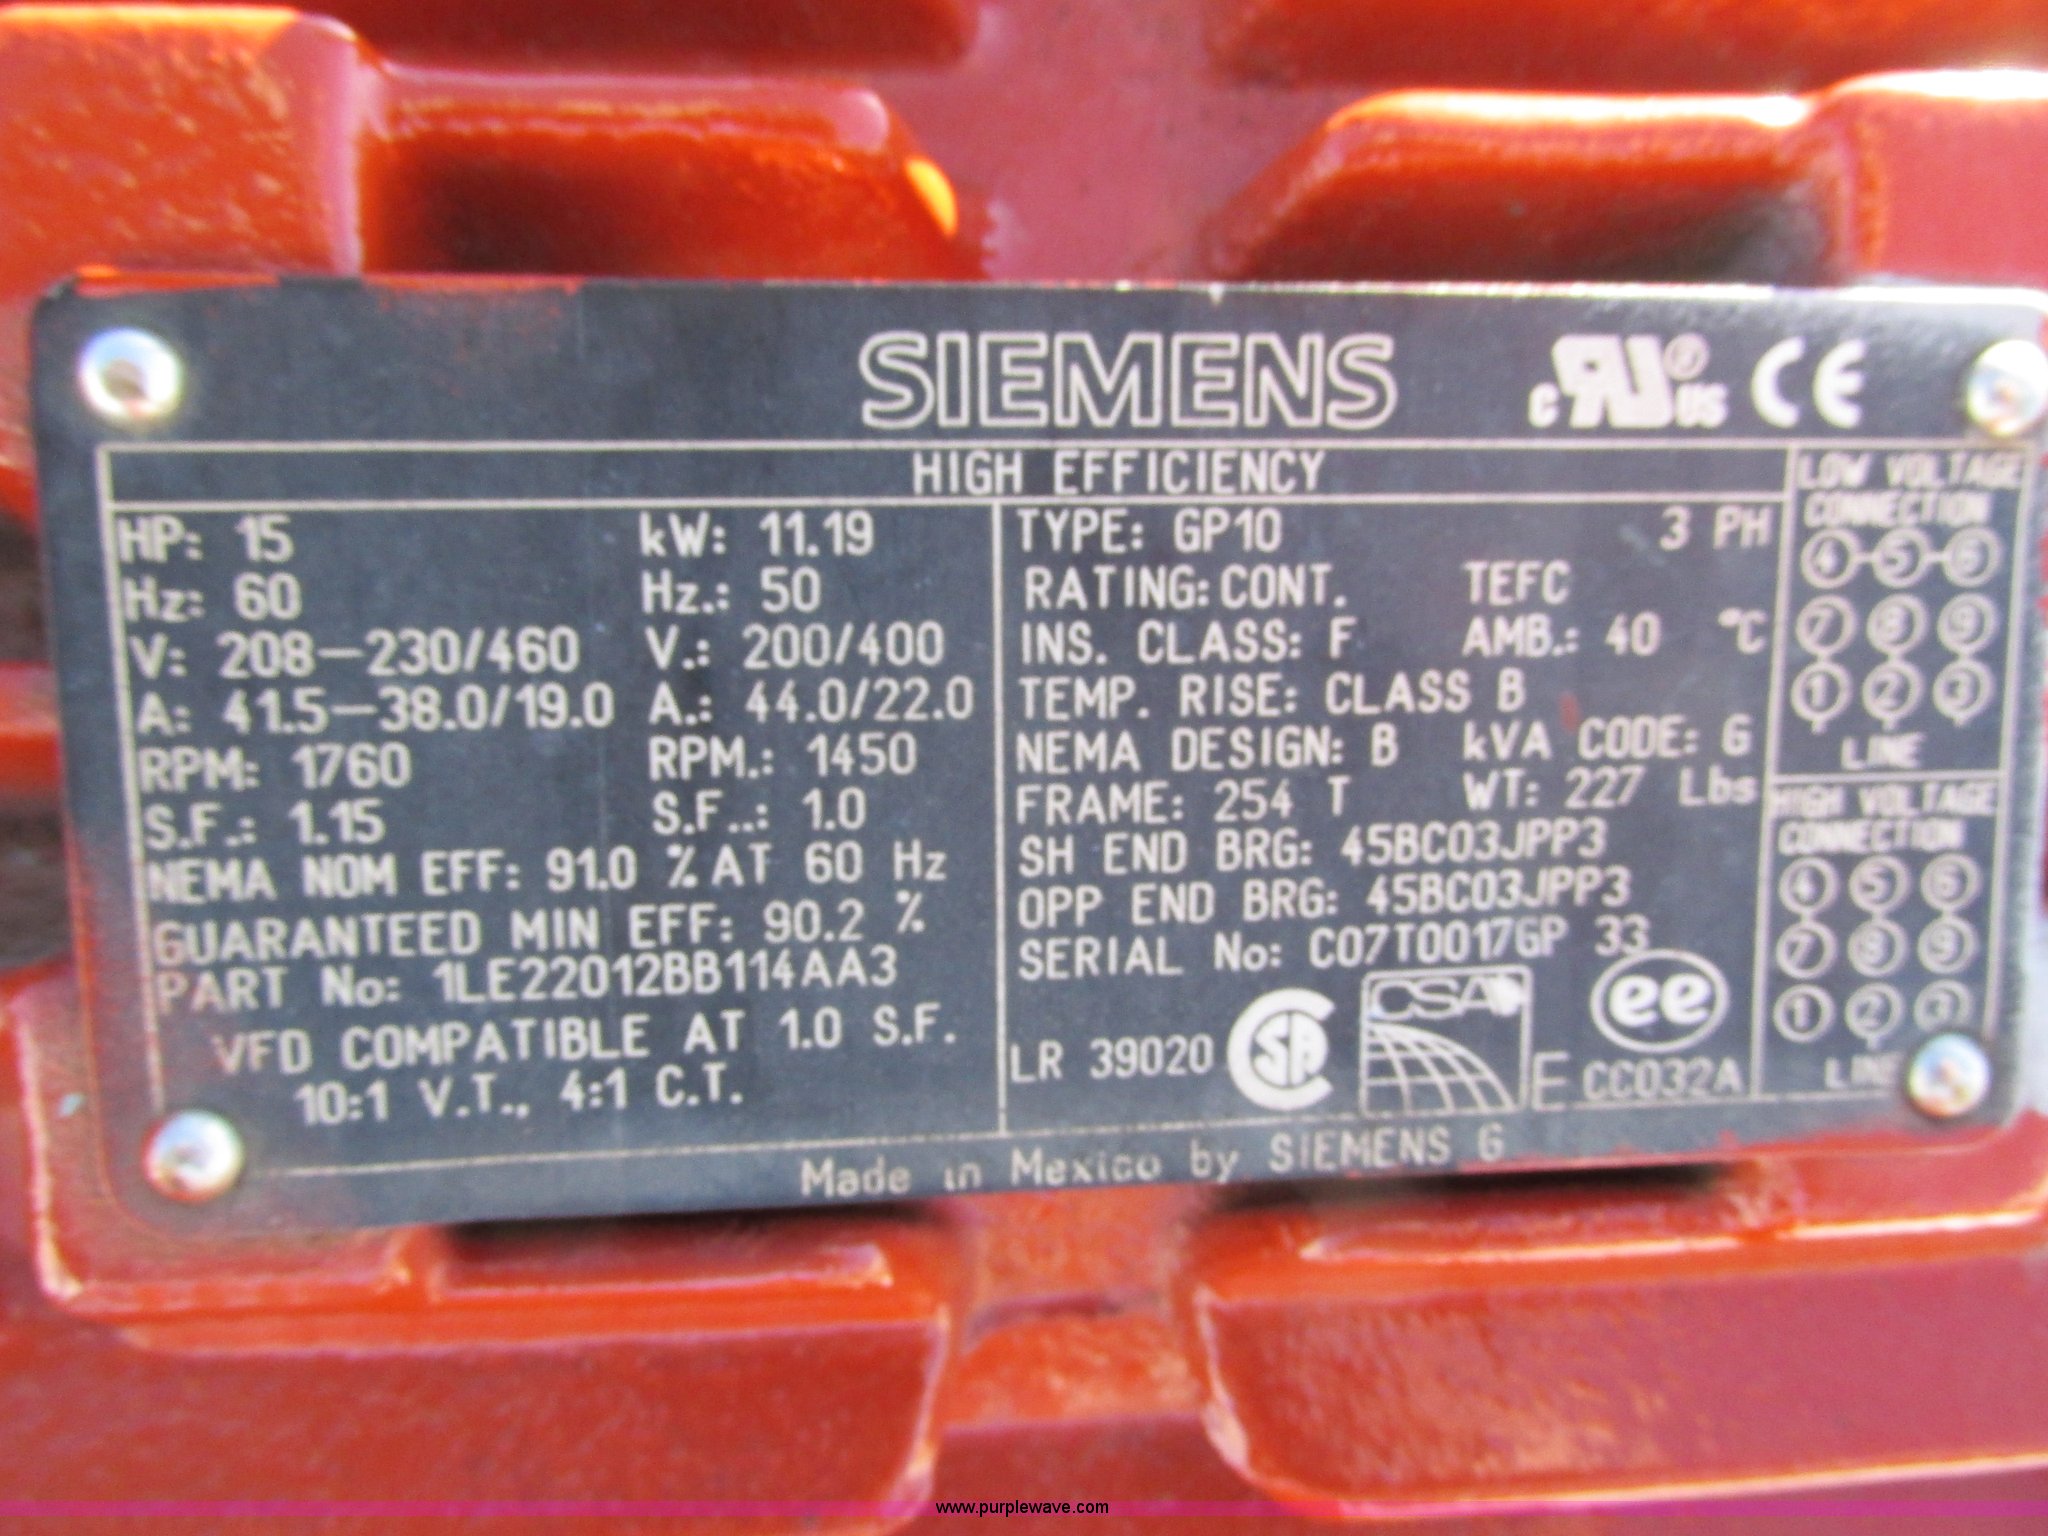 SIEMENS
c UR US CE
HIGH EFFICIENCY
HP: 15 kW: 11.19
Hz: 60 Hz.: 50
V: 208-230/460 V.: 200/400
A: 41.5-38.0/19.0 A.: 44.0/22.0
RPM: 1760 RPM.: 1450
S.F.: 1.15 S.F..: 1.0
NEMA NOM EFF: 91.0 % AT 60 Hz
GUARANTEED MIN EFF: 90.2 %
PART No: 1LE22012BB114AA3
VFD COMPATIBLE AT 1.0 S.F.
10:1 V.T., 4:1 C.T.
TYPE: GP10 3 PH
RATING: CONT. TEFC
INS. CLASS: F AMB.: 40 °C
TEMP. RISE: CLASS B
NEMA DESIGN: B kVA CODE: G
FRAME: 254 T WT: 227 Lbs
SH END BRG: 45BC03JPP3
OPP END BRG: 45BC03JPP3
SERIAL No: C07T0017GP 33
LR 39020 CSA E ee
CC032A
LOW VOLTAGE
CONNECTION
4-5-6
7 8 9
1 2 3
LINE
HIGH VOLTAGE
CONNECTION
4 5 6
7 8 9
1 2 3
LINE
Made in Mexico by SIEMENS G
www.purplewave.com